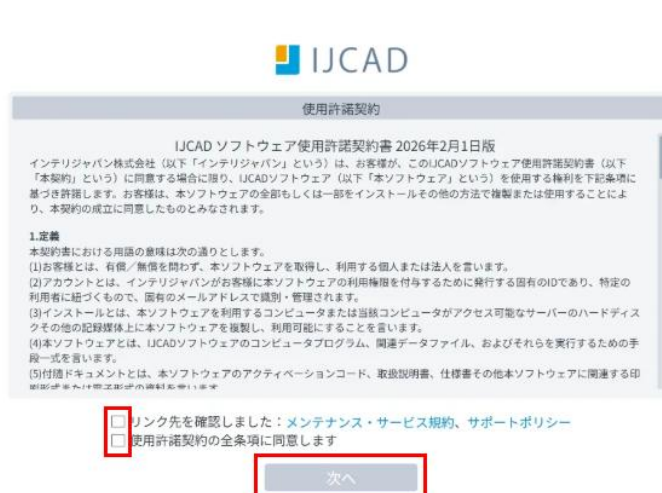 IJCAD
使用許諾契約
IJCAD ソフトウェア使用許諾契約書 2026年2月1日版
インテリジャパン株式会社（以下「インテリジャパン」という）は、お客様が、このIJCADソフトウェア使用許諾契約書（以下
「本契約」という）に同意する場合に限り、IJCADソフトウェア（以下「本ソフトウェア」という）を使用する権利を下記条項に
基づき許諾します。お客様は、本ソフトウェアの全部もしくは一部をインストールその他の方法で複製または使用することによ
り、本契約の成立に同意したものとみなされます。
1.定義
本契約書における用語の意味は次の通りとします。
(1)お客様とは、有償／無償を問わず、本ソフトウェアを取得し、利用する個人または法人を言います。
(2)アカウントとは、インテリジャパンがお客様に本ソフトウェアの利用権限を付与するために発行する固有のIDであり、特定の
利用者に紐づくもので、固有のメールアドレスで識別・管理されます。
(3)インストールとは、本ソフトウェアを利用するコンピュータまたは当該コンピュータがアクセス可能なサーバーのハードディス
クその他の記録媒体上に本ソフトウェアを複製し、利用可能にすることを言います。
(4)本ソフトウェアとは、IJCADソフトウェアのコンピュータプログラム、関連データファイル、およびそれらを実行するための手
段一式を言います。
(5)付随ドキュメントとは、本ソフトウェアのアクティベーションコード、取扱説明書、仕様書その他本ソフトウェアに関連する印
刷形式または電子形式の資料を言います
リンク先を確認しました：メンテナンス・サービス規約、サポートポリシー
使用許諾契約の全条項に同意します
次へ